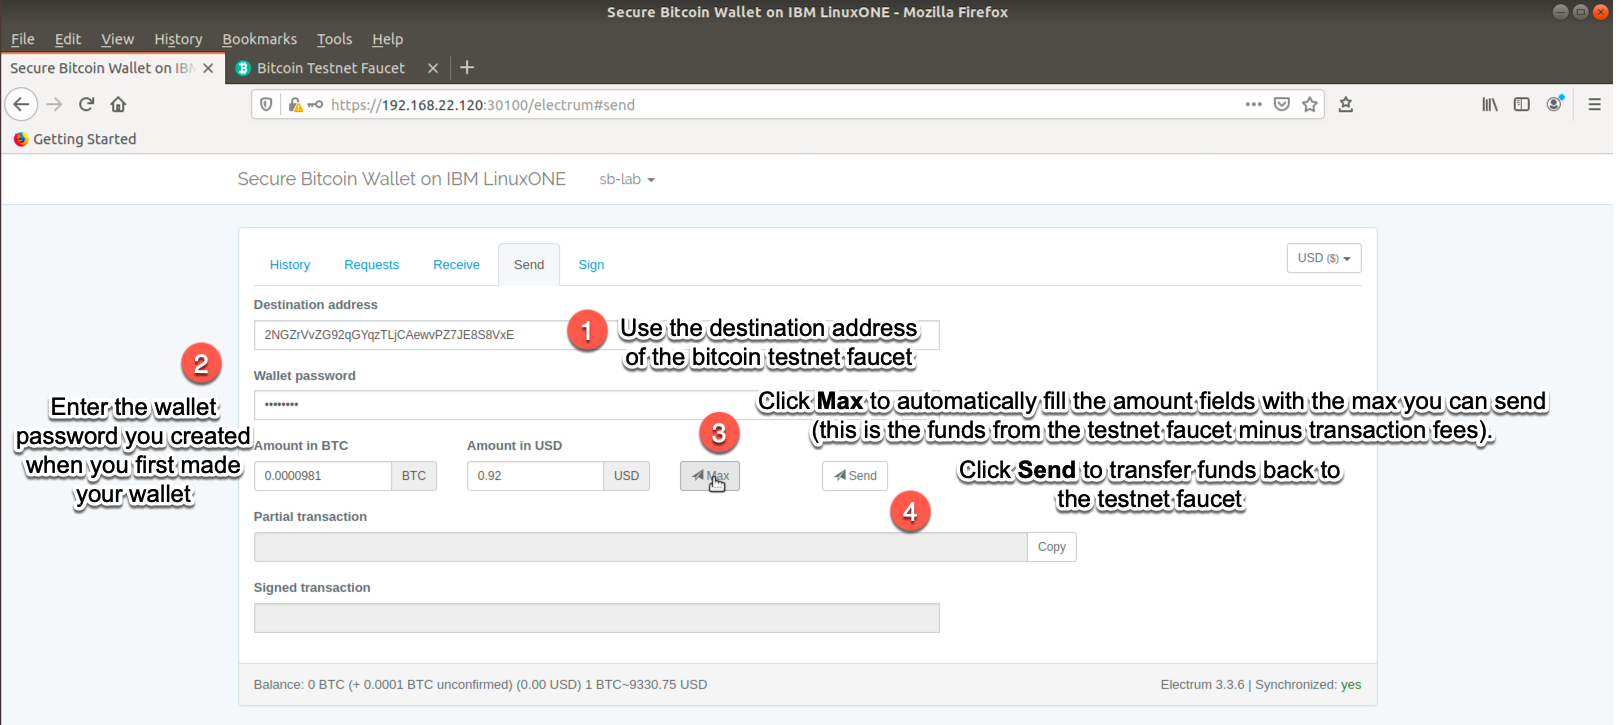 Secure Bitcoin Wallet on IBM LinuxONE - Mozilla Firefox
File Edit View History Bookmarks Tools Help
Secure Bitcoin Wallet on IBM
Bitcoin Testnet Faucet
https://192.168.22.120:30100/electrum#send
Getting Started
Secure Bitcoin Wallet on IBM LinuxONE sb-lab
History Requests Receive Send Sign USD ($)
Destination address
2NGZrVvZG92qGYqzTLjCAewvPZ7JE8S8VxE
1 Use the destination address
of the bitcoin testnet faucet
2
Enter the wallet
password you created
when you first made
your wallet
Wallet password
••••••••
3
Click Max to automatically fill the amount fields with the max you can send
(this is the funds from the testnet faucet minus transaction fees).
Amount in BTC Amount in USD
0.0000981 BTC 0.92 USD Max Send
Click Send to transfer funds back to
the testnet faucet
4
Partial transaction
Copy
Signed transaction
Balance: 0 BTC (+ 0.0001 BTC unconfirmed) (0.00 USD) 1 BTC~9330.75 USD
Electrum 3.3.6 | Synchronized: yes